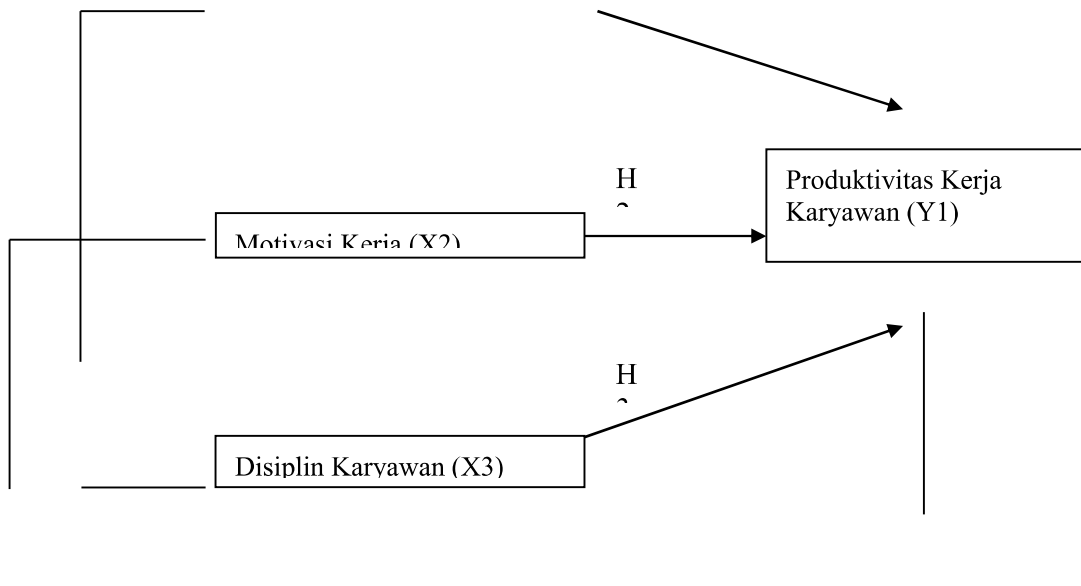 H
Produktivitas Kerja
Karyawan (Y1)
Motivasi Kerja (X2)
H
Disiplin Karyawan (X3)